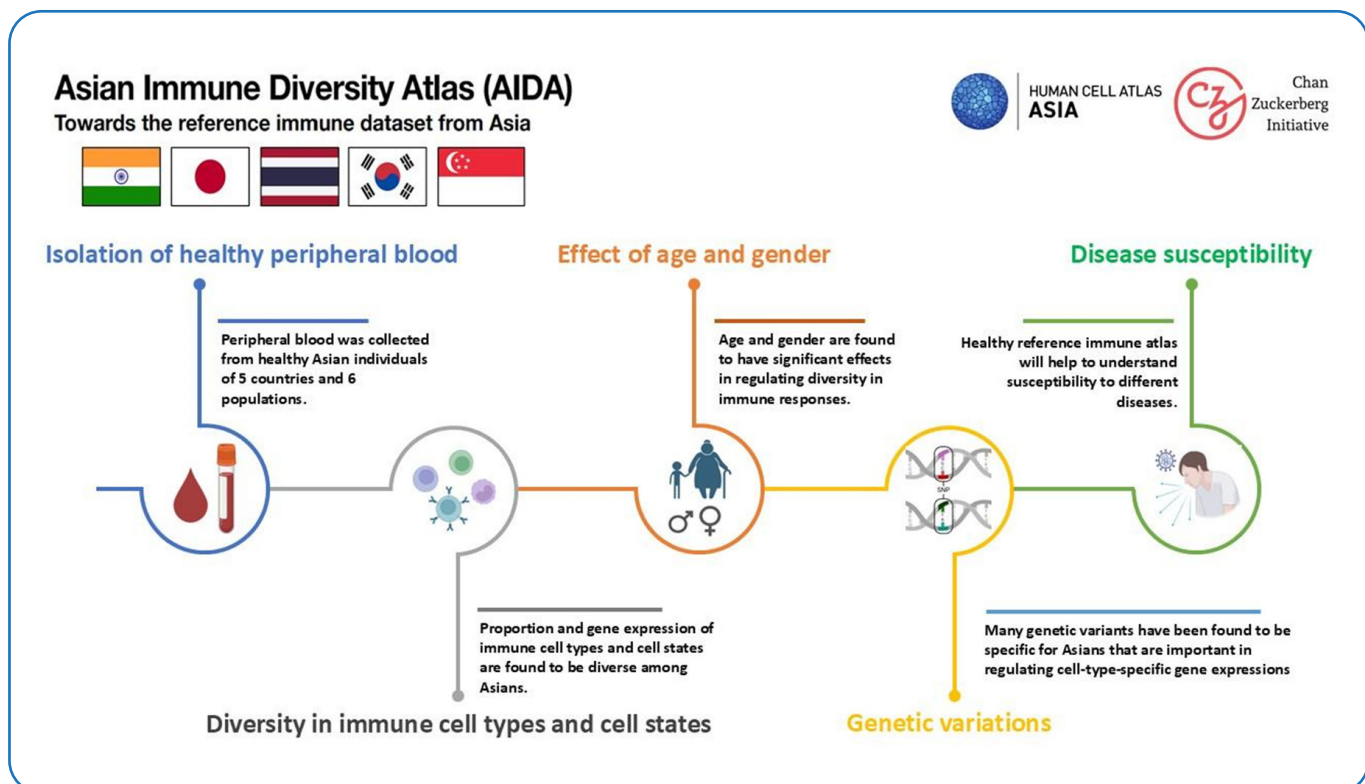 Asian Immune Diversity Atlas (AIDA)
Towards the reference immune dataset from Asia
HUMAN CELL ATLAS
ASIA
CZ
Chan
Zuckerberg
Initiative
Isolation of healthy peripheral blood
Peripheral blood was collected
from healthy Asian individuals
of 5 countries and 6
populations.
Effect of age and gender
Age and gender are found
to have significant effects
in regulating diversity in
immune responses.
Disease susceptibility
Healthy reference immune atlas
will help to understand
susceptibility to different
diseases.
SNP
Proportion and gene expression of
immune cell types and cell states
are found to be diverse among
Asians.
Diversity in immune cell types and cell states
Many genetic variants have been found to be
specific for Asians that are important in
regulating cell-type-specific gene expressions
Genetic variations